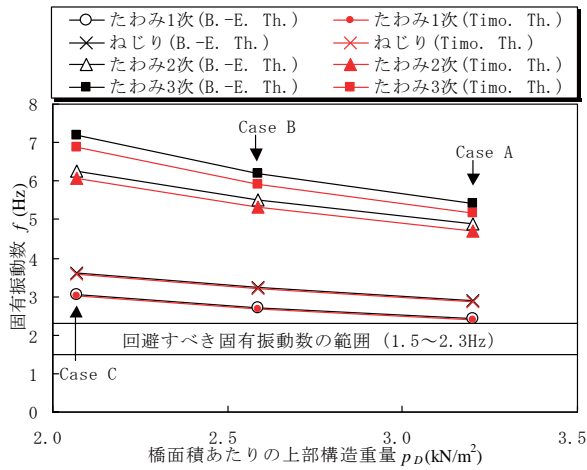 たわみ1次(B.-E. Th.) たわみ1次(Timo. Th.)
ねじり(B.-E. Th.) ねじり(Timo. Th.)
たわみ2次(B.-E. Th.) たわみ2次(Timo. Th.)
たわみ3次(B.-E. Th.) たわみ3次(Timo. Th.)
8
7
6
5
4
3
2
1
0
固有振動数 f (Hz)
Case B
Case A
回避すべき固有振動数の範囲 (1.5～2.3Hz)
Case C
2.0 2.5 3.0 3.5
橋面積あたりの上部構造重量 p_D(kN/m²)